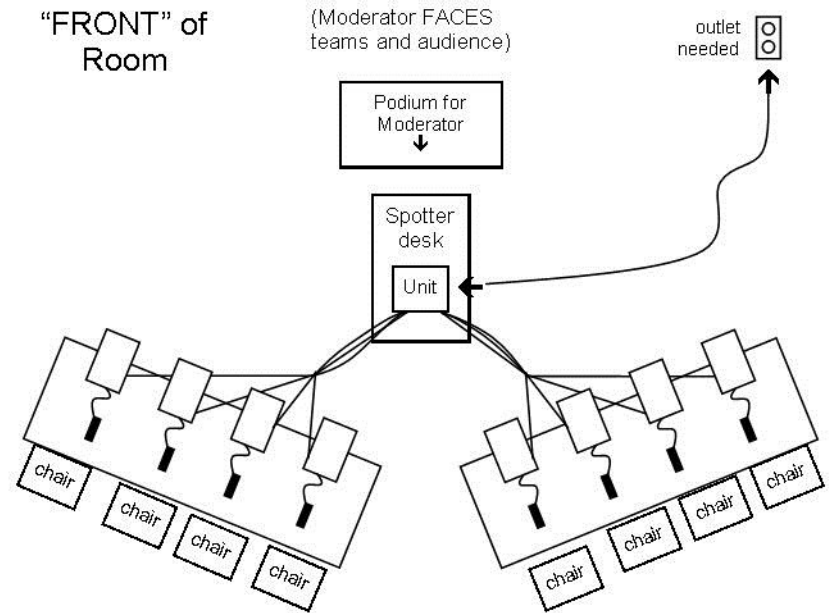 “FRONT” of
Room
(Moderator FACES
teams and audience)
outlet
needed
Podium for
Moderator
Spotter
desk
Unit
chair
chair
chair
chair
chair
chair
chair
chair